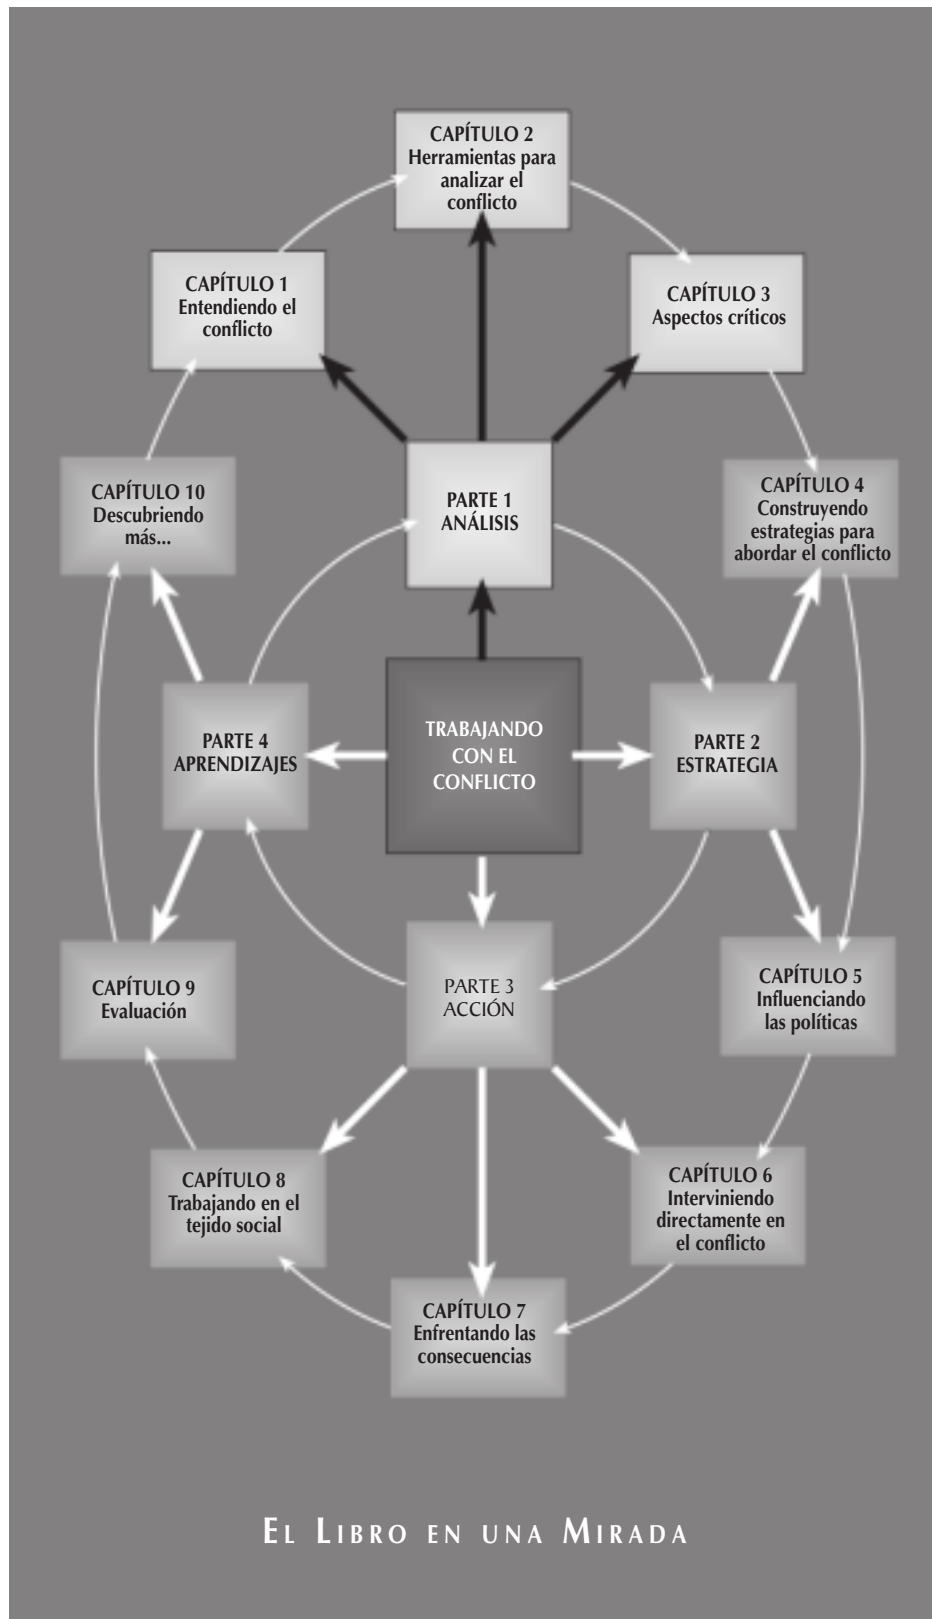 CAPÍTULO 2
Herramientas para
analizar el
conflicto
CAPÍTULO 1
Entendiendo el
conflicto
CAPÍTULO 3
Aspectos críticos
CAPÍTULO 10
Descubriendo
más...
PARTE 1
ANÁLISIS
CAPÍTULO 4
Construyendo
estrategias para
abordar el conflicto
PARTE 4
APRENDIZAJES
TRABAJANDO
CON EL
CONFLICTO
PARTE 2
ESTRATEGIA
CAPÍTULO 9
Evaluación
PARTE 3
ACCIÓN
CAPÍTULO 5
Influenciando
las políticas
CAPÍTULO 8
Trabajando en el
tejido social
CAPÍTULO 6
Interviniendo
directamente en
el conflicto
CAPÍTULO 7
Enfrentando las
consecuencias
EL LIBRO EN UNA MIRADA